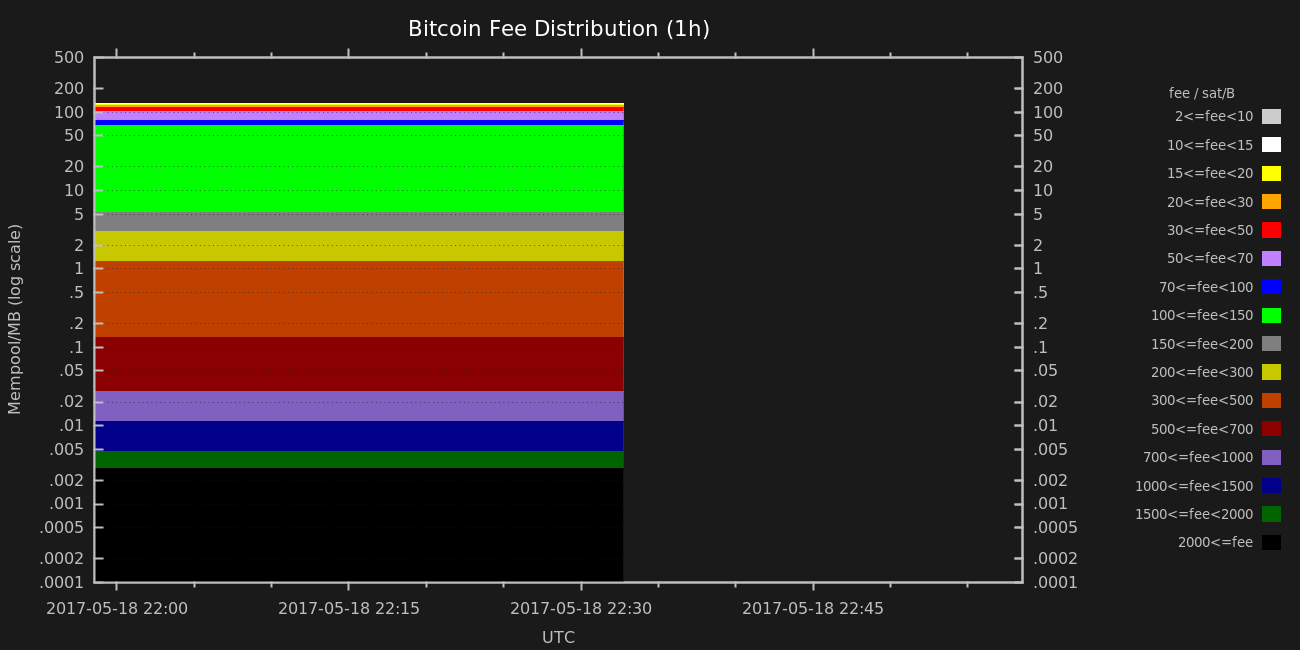 Bitcoin Fee Distribution (1h)
Mempool/MB (log scale)
500
200
100
50
20
10
5
2
1
.5
.2
.1
.05
.02
.01
.005
.002
.001
.0005
.0002
.0001
500
200
100
50
20
10
5
2
1
.5
.2
.1
.05
.02
.01
.005
.002
.001
.0005
.0002
.0001
fee / sat/B
2<=fee<10
10<=fee<15
15<=fee<20
20<=fee<30
30<=fee<50
50<=fee<70
70<=fee<100
100<=fee<150
150<=fee<200
200<=fee<300
300<=fee<500
500<=fee<700
700<=fee<1000
1000<=fee<1500
1500<=fee<2000
2000<=fee
2017-05-18 22:00
2017-05-18 22:15
2017-05-18 22:30
2017-05-18 22:45
UTC